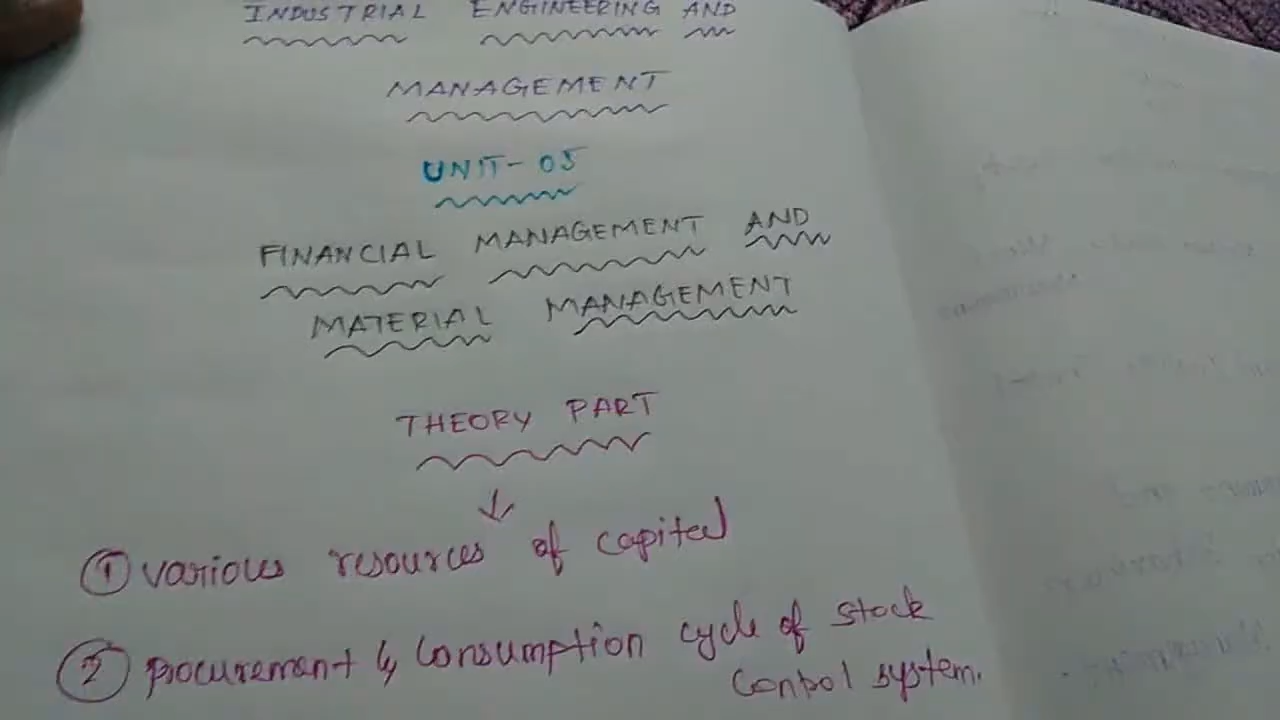 INDUSTRIAL ENGINEERING AND
MANAGEMENT
UNIT-05
FINANCIAL MANAGEMENT AND
MATERIAL MANAGEMENT
THEORY PART
↓
① various resources of capital
② procurement & consumption cycle of stock
control system.